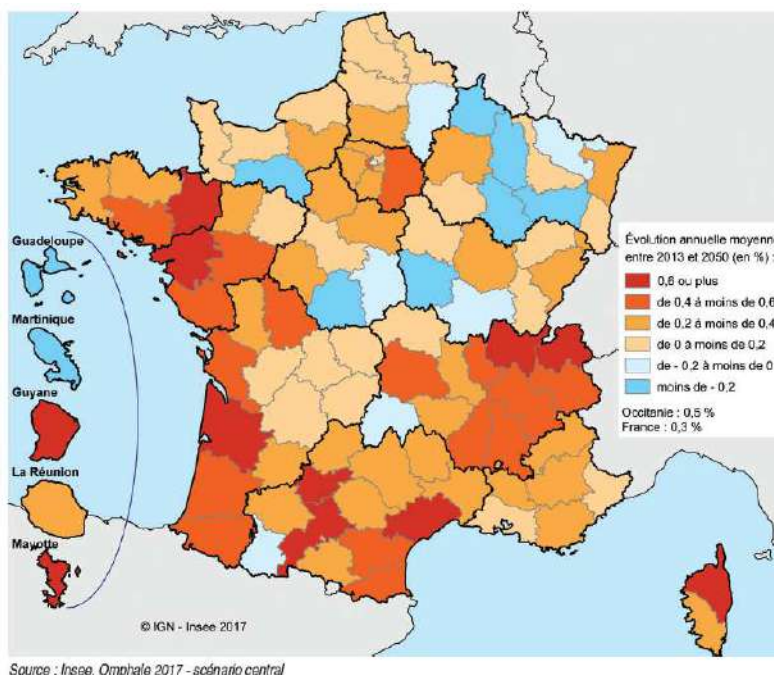 Guadeloupe
Martinique
Guyane
La Réunion
Mayotte
Évolution annuelle moyenne
entre 2013 et 2050 (en %) :
0,6 ou plus
de 0,4 à moins de 0,6
de 0,2 à moins de 0,4
de 0 à moins de 0,2
de - 0,2 à moins de 0
moins de - 0,2
Occitanie : 0,5 %
France : 0,3 %
© IGN - Insee 2017
Source : Insee, Omphale 2017 - scénario central